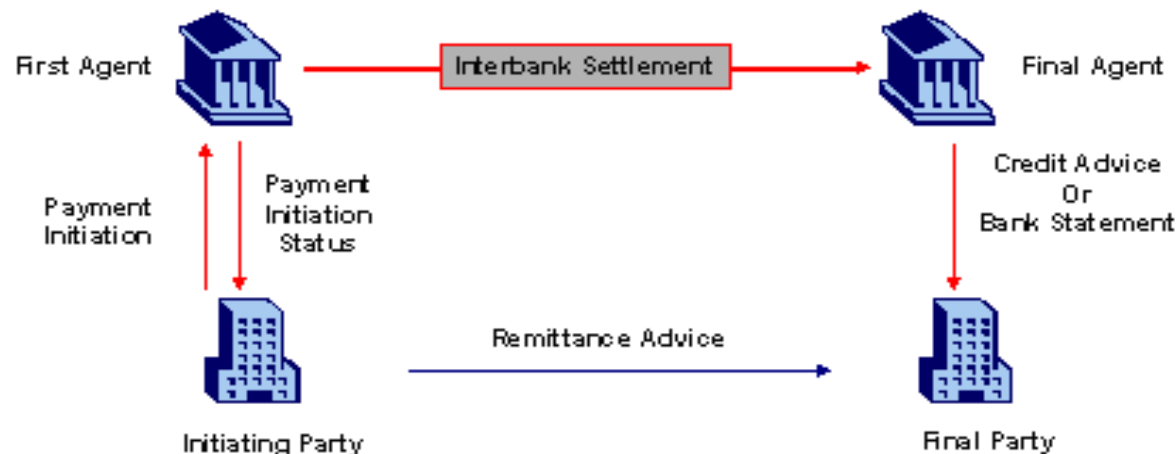 First Agent
Interbank Settlement
Final Agent
Payment
Initiation
Payment
Initiation
Status
Credit Advice
Or
Bank Statement
Remittance Advice
Initiating Party
Final Party